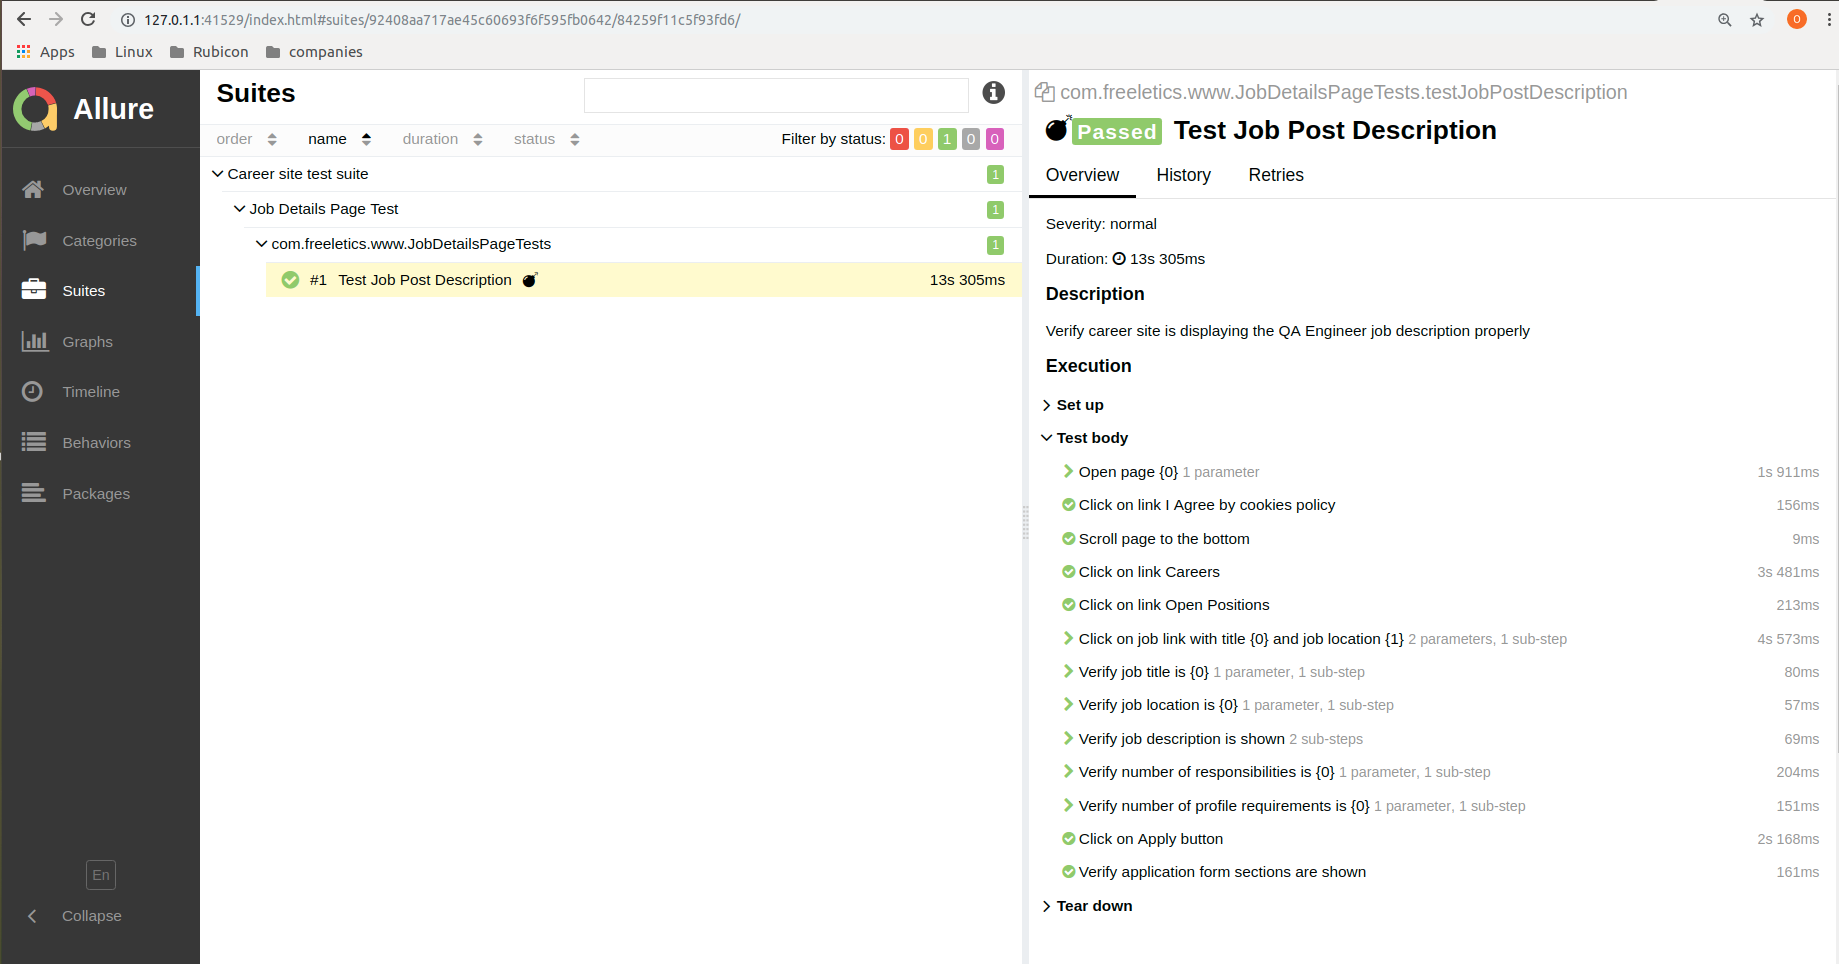 127.0.1.1:41529/index.html#suites/92408aa717ae45c60693f6f595fb0642/84259f11c5f93fd6/
O
Apps Linux Rubicon companies
Allure
Overview
Categories
Suites
Graphs
Timeline
Behaviors
Packages
En
Collapse
Suites
order name duration status Filter by status: 0 0 1 0 0
Career site test suite 1
Job Details Page Test 1
com.freeletics.www.JobDetailsPageTests 1
#1 Test Job Post Description 13s 305ms
com.freeletics.www.JobDetailsPageTests.testJobPostDescription
Passed Test Job Post Description
Overview History Retries
Severity: normal
Duration: 13s 305ms
Description
Verify career site is displaying the QA Engineer job description properly
Execution
Set up
Test body
Open page {0} 1 parameter 1s 911ms
Click on link I Agree by cookies policy 156ms
Scroll page to the bottom 9ms
Click on link Careers 3s 481ms
Click on link Open Positions 213ms
Click on job link with title {0} and job location {1} 2 parameters, 1 sub-step 4s 573ms
Verify job title is {0} 1 parameter, 1 sub-step 80ms
Verify job location is {0} 1 parameter, 1 sub-step 57ms
Verify job description is shown 2 sub-steps 69ms
Verify number of responsibilities is {0} 1 parameter, 1 sub-step 204ms
Verify number of profile requirements is {0} 1 parameter, 1 sub-step 151ms
Click on Apply button 2s 168ms
Verify application form sections are shown 161ms
Tear down